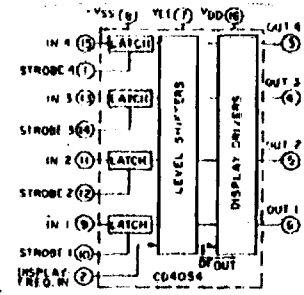 VSS (8) VEE (7) VDD (16)
IN 4 (15) LATCH OUT 4 (3)
STROBE 4 (1)
IN 3 (13) LATCH OUT 3 (4)
STROBE 3 (14)
IN 2 (11) LATCH OUT 2 (5)
STROBE 2 (12)
IN 1 (9) LATCH OUT 1 (6)
STROBE 1 (10)
DISPLAY FREQ. IN (2)
LEVEL SHIFTERS
DISPLAY DRIVERS
DF OUT
CD4054